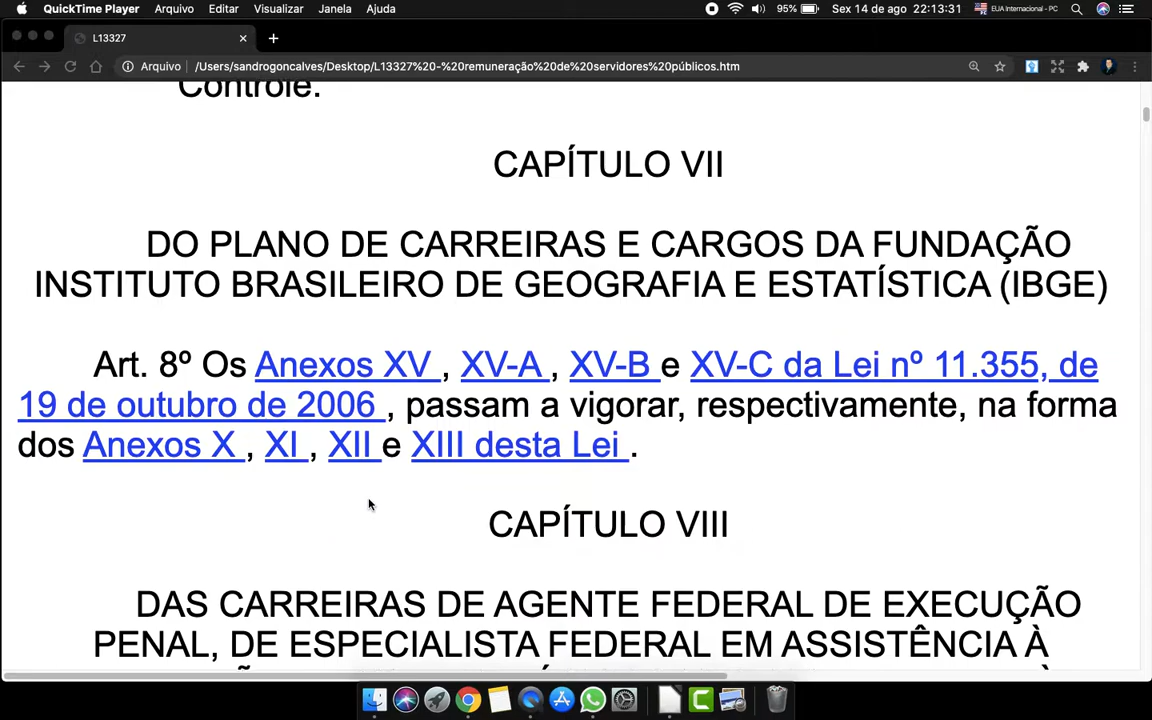 QuickTime Player Arquivo Editar Visualizar Janela Ajuda 95% Sex 14 de ago 22:13:31 EUA Internacional - PC
L13327
Arquivo /Users/sandrogoncalves/Desktop/L13327%20-%20remuneração%20de%20servidores%20públicos.htm
Controle.
CAPÍTULO VII
DO PLANO DE CARREIRAS E CARGOS DA FUNDAÇÃO
INSTITUTO BRASILEIRO DE GEOGRAFIA E ESTATÍSTICA (IBGE)
Art. 8º Os Anexos XV , XV-A , XV-B e XV-C da Lei nº 11.355, de
19 de outubro de 2006 , passam a vigorar, respectivamente, na forma
dos Anexos X , XI , XII e XIII desta Lei .
CAPÍTULO VIII
DAS CARREIRAS DE AGENTE FEDERAL DE EXECUÇÃO
PENAL, DE ESPECIALISTA FEDERAL EM ASSISTÊNCIA À